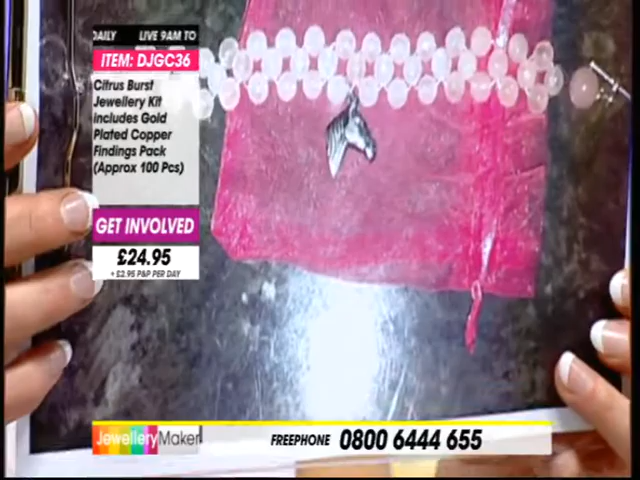 DAILY LIVE 9AM TO
ITEM: DJGC36
Citrus Burst
Jewellery Kit
includes Gold
Plated Copper
Findings Pack
(Approx 100 Pcs)
GET INVOLVED
£24.95
+ £2.95 P&P PER DAY
JewelleryMaker
FREEPHONE 0800 6444 655